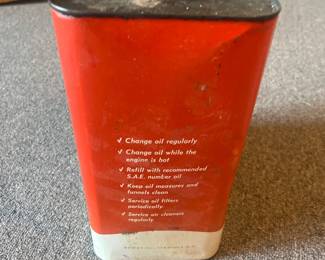 ✓ Change oil regularly
✓ Change oil while the
engine is hot
✓ Refill with recommended
S.A.E. number oil
✓ Keep oil measures and
funnels clean
✓ Service oil filters
periodically
✓ Service air cleaners
regularly